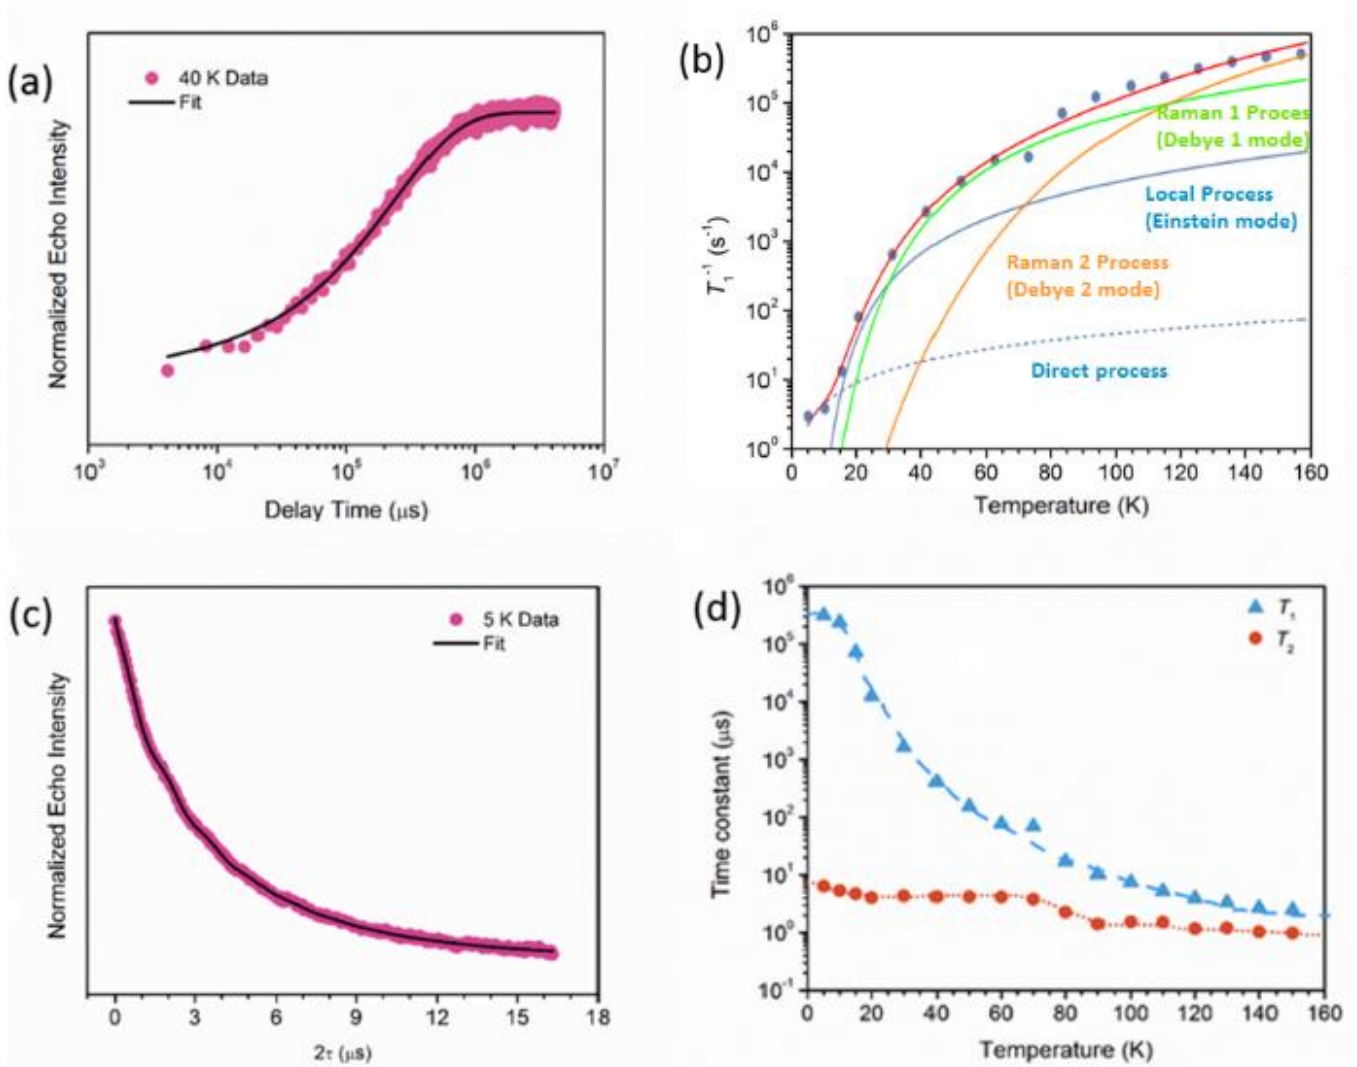 (a)
40 K Data
Fit
Normalized Echo Intensity
10³ 10⁴ 10⁵ 10⁶ 10⁷
Delay Time (μs)
(b)
10⁶
10⁵
10⁴
10³
10²
10¹
10⁰
T₁⁻¹ (s⁻¹)
Raman 1 Proces
(Debye 1 mode)
Local Process
(Einstein mode)
Raman 2 Process
(Debye 2 mode)
Direct process
0 20 40 60 80 100 120 140 160
Temperature (K)
(c)
5 K Data
Fit
Normalized Echo Intensity
0 3 6 9 12 15 18
2τ (μs)
(d)
T₁
T₂
10⁶
10⁵
10⁴
10³
10²
10¹
10⁰
10⁻¹
Time constant (μs)
0 20 40 60 80 100 120 140 160
Temperature (K)